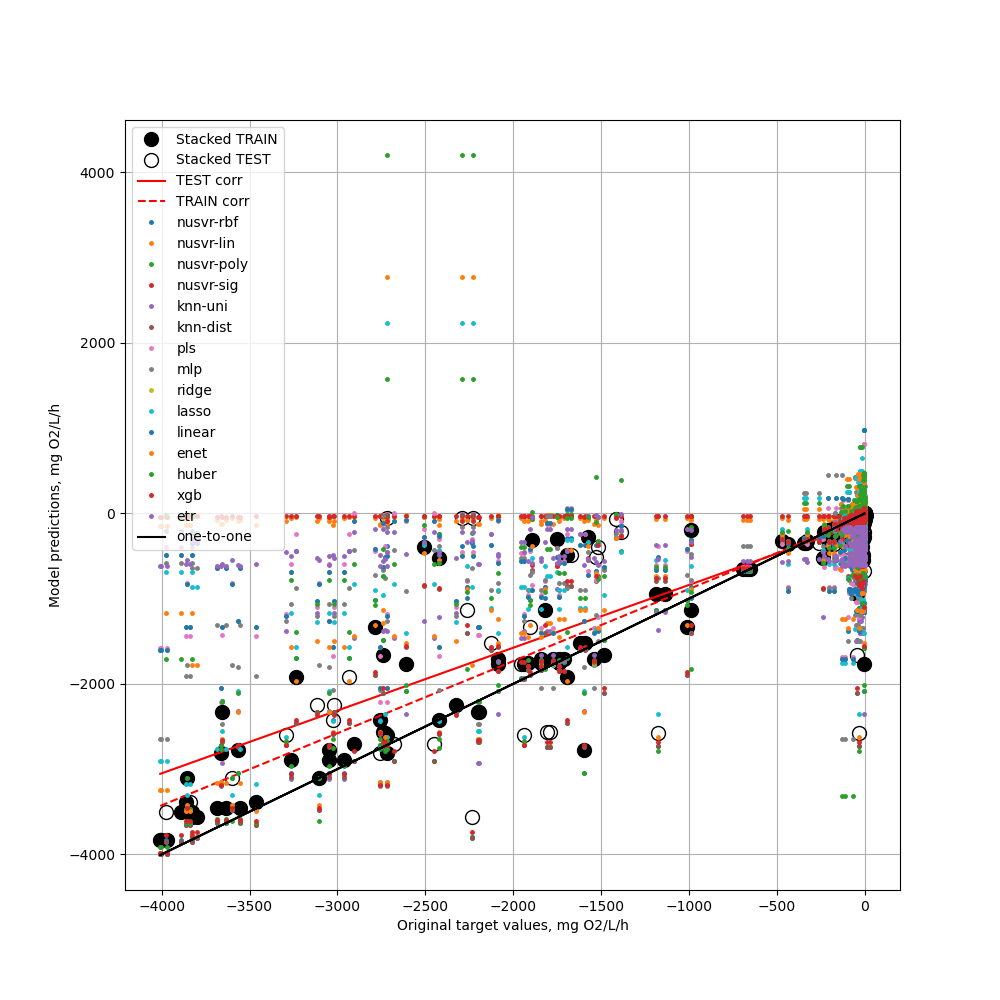 4000
2000
0
−2000
−4000
Model predictions, mg O2/L/h
Stacked TRAIN
Stacked TEST
TEST corr
TRAIN corr
nusvr-rbf
nusvr-lin
nusvr-poly
nusvr-sig
knn-uni
knn-dist
pls
mlp
ridge
lasso
linear
enet
huber
xgb
etr
one-to-one
−4000 −3500 −3000 −2500 −2000 −1500 −1000 −500 0
Original target values, mg O2/L/h